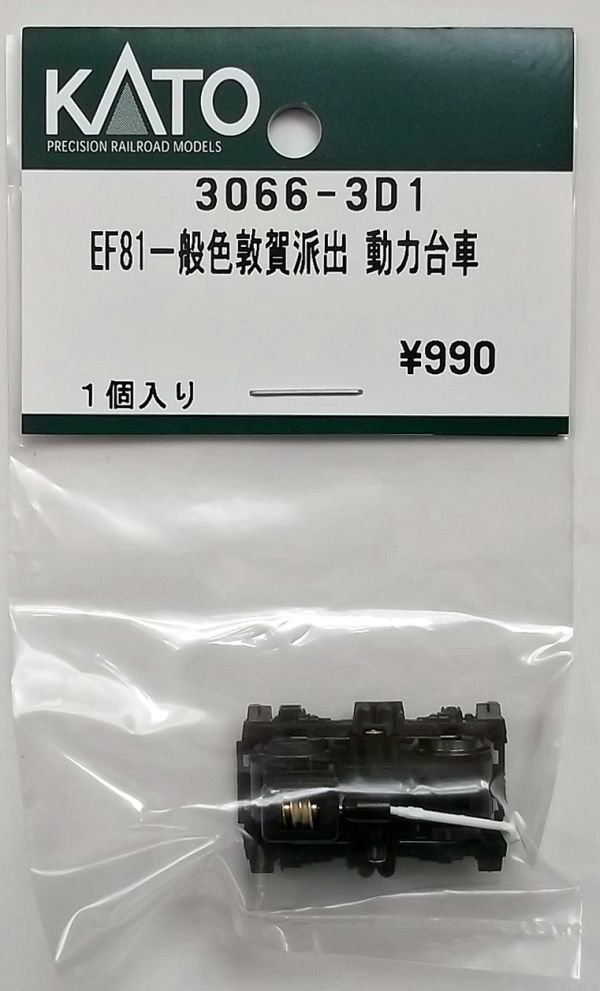 KATO
PRECISION RAILROAD MODELS
3066-3D1
EF81一般色敦賀派出 動力台車
¥990
1個入り